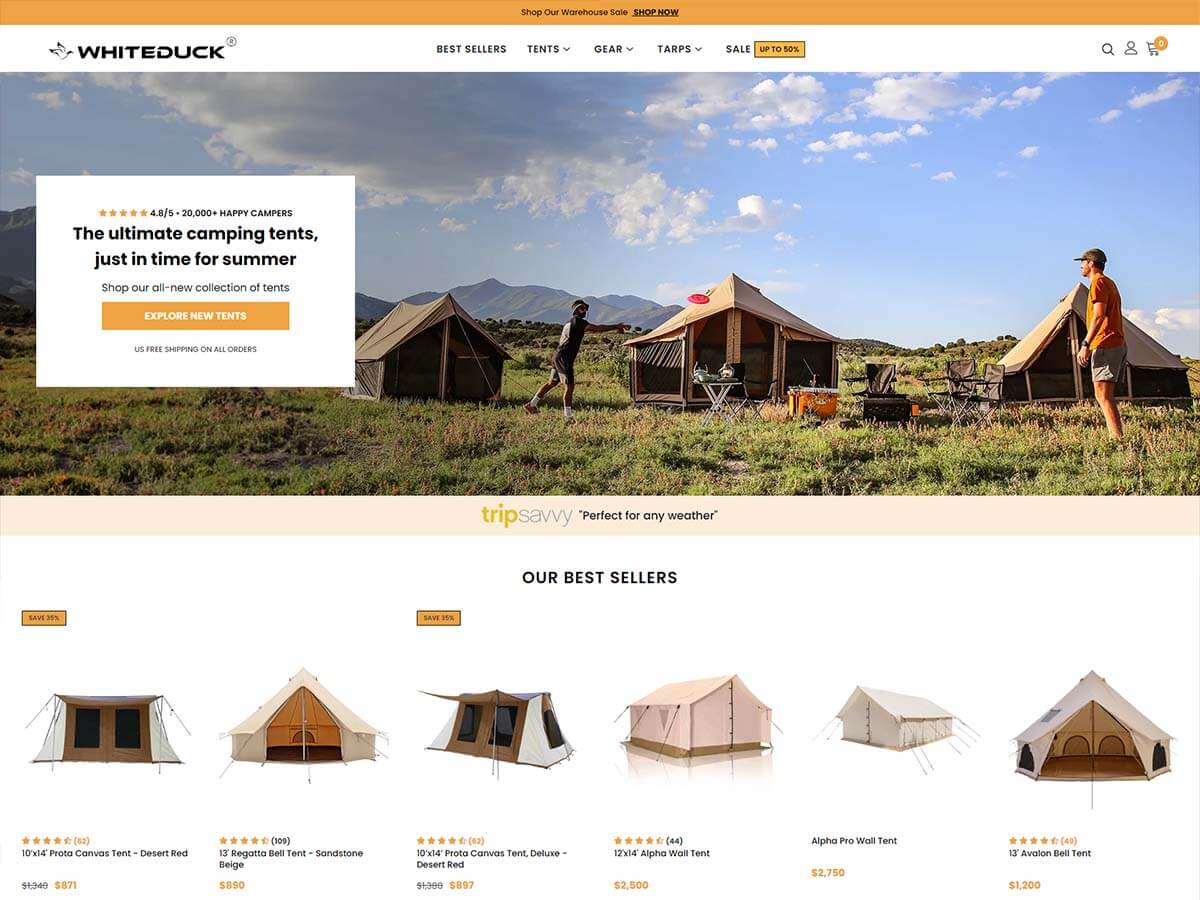 Shop Our Warehouse Sale SHOP NOW
WHITEDUCK®
BEST SELLERS TENTS GEAR TARPS SALE UP TO 50%
0
4.8/5 • 20,000+ HAPPY CAMPERS
The ultimate camping tents,
just in time for summer
Shop our all-new collection of tents
EXPLORE NEW TENTS
US FREE SHIPPING ON ALL ORDERS
tripsavvy "Perfect for any weather"
OUR BEST SELLERS
SAVE 35%
(62)
10'x14' Prota Canvas Tent - Desert Red
$1,340 $871
(109)
13' Regatta Bell Tent - Sandstone
Beige
$890
SAVE 35%
(62)
10'x14' Prota Canvas Tent, Deluxe -
Desert Red
$1,380 $897
(44)
12'x14' Alpha Wall Tent
$2,500
Alpha Pro Wall Tent
$2,750
(49)
13' Avalon Bell Tent
$1,200